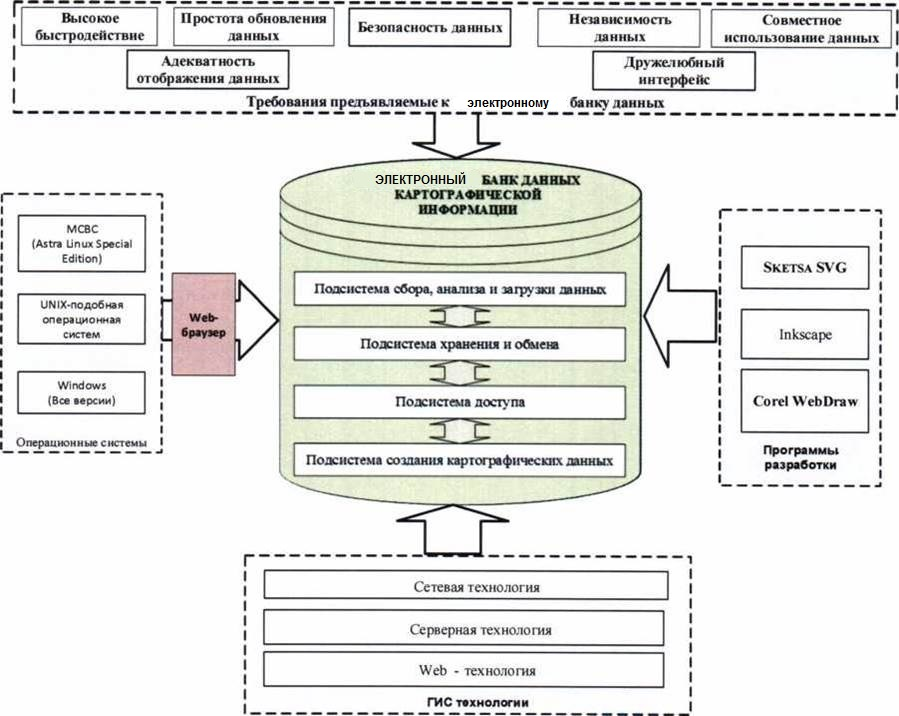 Высокое
быстродействие
Простота обновления
данных
Безопасность данных
Независимость
данных
Совместное
использование данных
Адекватность
отображения данных
Дружелюбный
интерфейс
Требования предъявляемые к электронному банку данных
ЭЛЕКТРОННЫЙ БАНК ДАННЫХ
КАРТОГРАФИЧЕСКОЙ
ИНФОРМАЦИИ
МСВС
(Astra Linux Special
Edition)
UNIX-подобная
операционная
систем
Windows
(Все версии)
Операционные системы
Web-
браузер
Подсистема сбора, анализа и загрузки данных
Подсистема хранения и обмена
Подсистема доступа
Подсистема создания картографических данных
SKETSA SVG
Inkscape
Corel WebDraw
Программы
разработки
Сетевая технология
Серверная технология
Web - технология
ГИС технологии